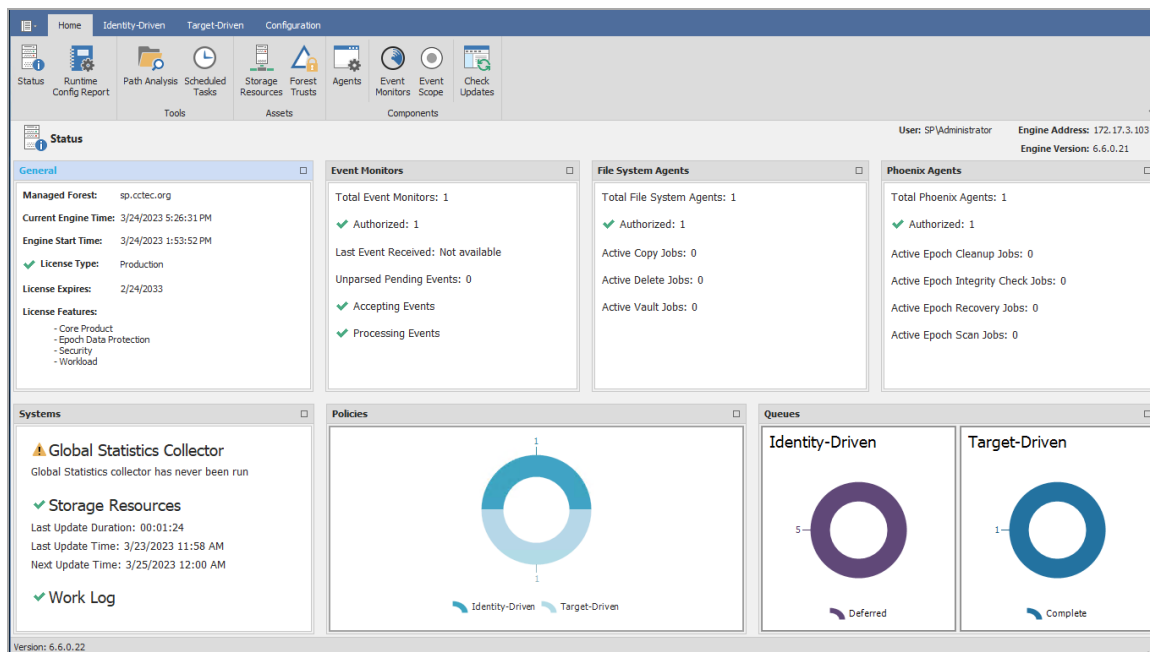 Home Identity-Driven Target-Driven Configuration
Status Runtime Config Report Path Analysis Scheduled Tasks Storage Resources Forest Trusts Agents Event Monitors Event Scope Check Updates
Tools Assets Components
Status
User: SP\Administrator Engine Address: 172.17.3.103
Engine Version: 6.6.0.21
General
Managed Forest: sp.cctec.org
Current Engine Time: 3/24/2023 5:26:31 PM
Engine Start Time: 3/24/2023 1:53:52 PM
License Type: Production
License Expires: 2/24/2033
License Features:
- Core Product
- Epoch Data Protection
- Security
- Workload
Event Monitors
Total Event Monitors: 1
Authorized: 1
Last Event Received: Not available
Unparsed Pending Events: 0
Accepting Events
Processing Events
File System Agents
Total File System Agents: 1
Authorized: 1
Active Copy Jobs: 0
Active Delete Jobs: 0
Active Vault Jobs: 0
Phoenix Agents
Total Phoenix Agents: 1
Authorized: 1
Active Epoch Cleanup Jobs: 0
Active Epoch Integrity Check Jobs: 0
Active Epoch Recovery Jobs: 0
Active Epoch Scan Jobs: 0
Systems
Global Statistics Collector
Global Statistics collector has never been run
Storage Resources
Last Update Duration: 00:01:24
Last Update Time: 3/23/2023 11:58 AM
Next Update Time: 3/25/2023 12:00 AM
Work Log
Policies
1
1
Identity-Driven Target-Driven
Queues
Identity-Driven
5
Deferred
Target-Driven
1
Complete
Version: 6.6.0.22